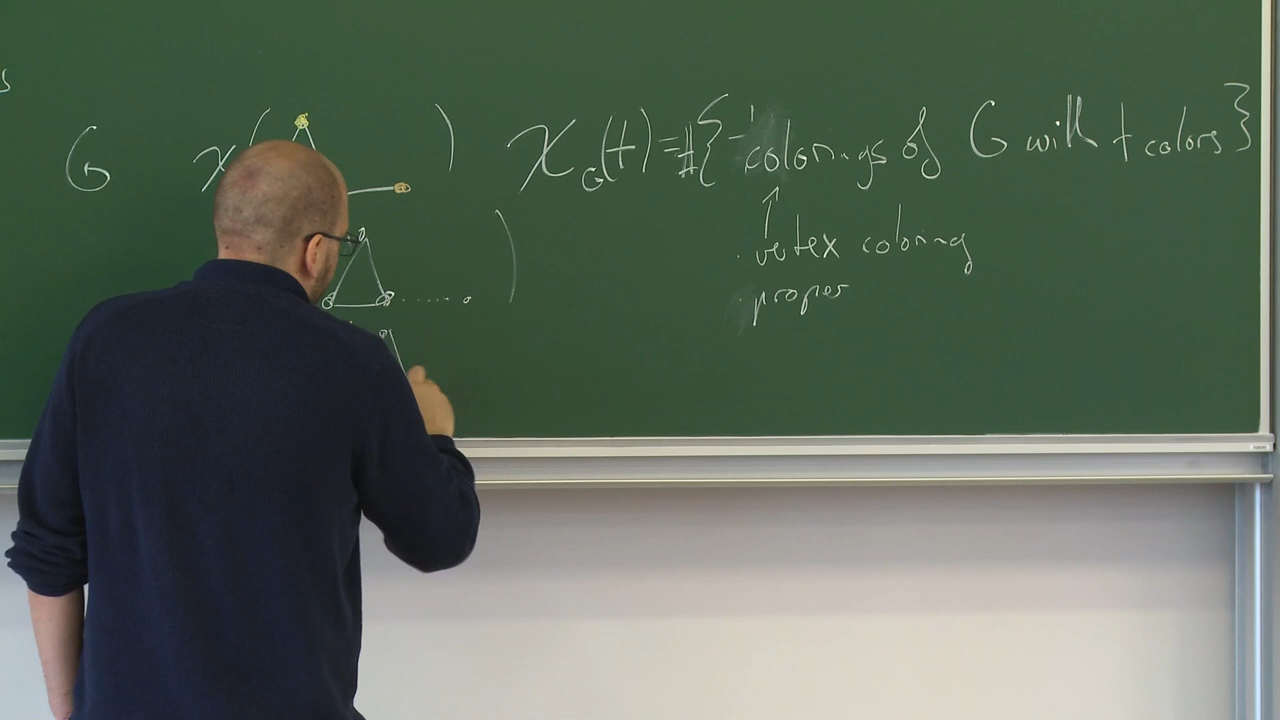 s
G χ( ) χ_G(t) = #{ colorings of G with t colors }
↑
· vertex coloring
· proper
)